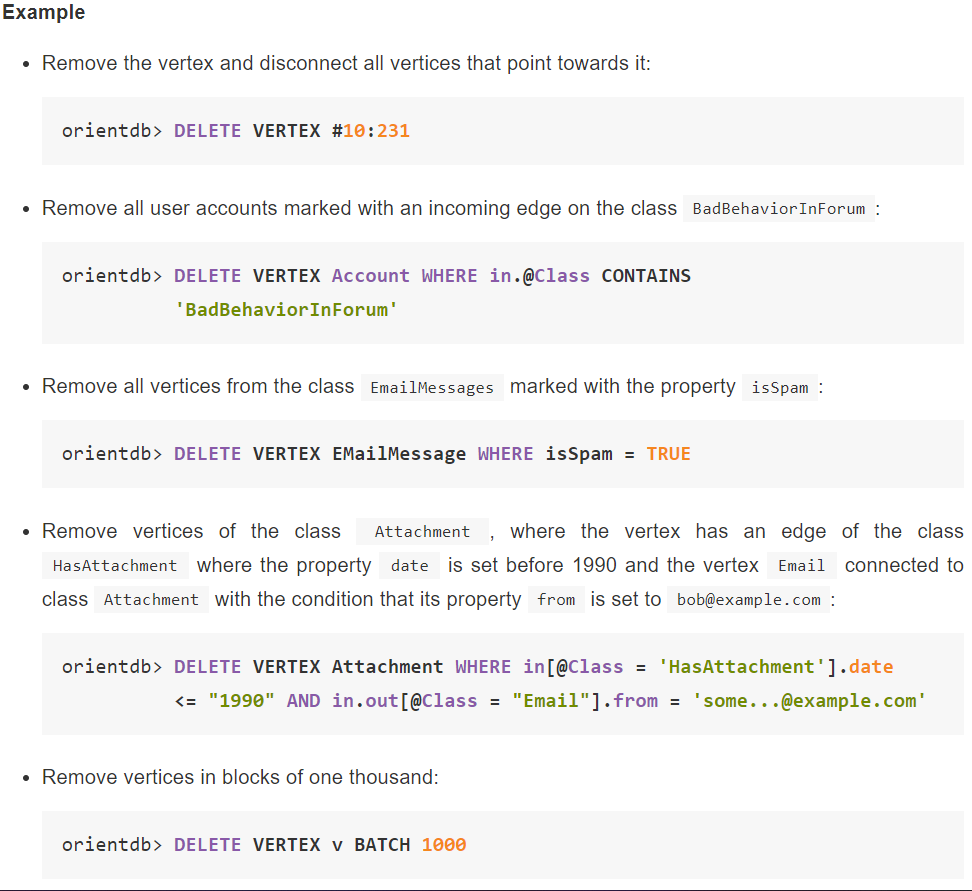 Example
• Remove the vertex and disconnect all vertices that point towards it:
orientdb> DELETE VERTEX #10:231
• Remove all user accounts marked with an incoming edge on the class BadBehaviorInForum :
orientdb> DELETE VERTEX Account WHERE in.@Class CONTAINS
'BadBehaviorInForum'
• Remove all vertices from the class EmailMessages marked with the property isSpam :
orientdb> DELETE VERTEX EMailMessage WHERE isSpam = TRUE
• Remove vertices of the class Attachment , where the vertex has an edge of the class
HasAttachment where the property date is set before 1990 and the vertex Email connected to
class Attachment with the condition that its property from is set to bob@example.com :
orientdb> DELETE VERTEX Attachment WHERE in[@Class = 'HasAttachment'].date
<= "1990" AND in.out[@Class = "Email"].from = 'some...@example.com'
• Remove vertices in blocks of one thousand:
orientdb> DELETE VERTEX v BATCH 1000